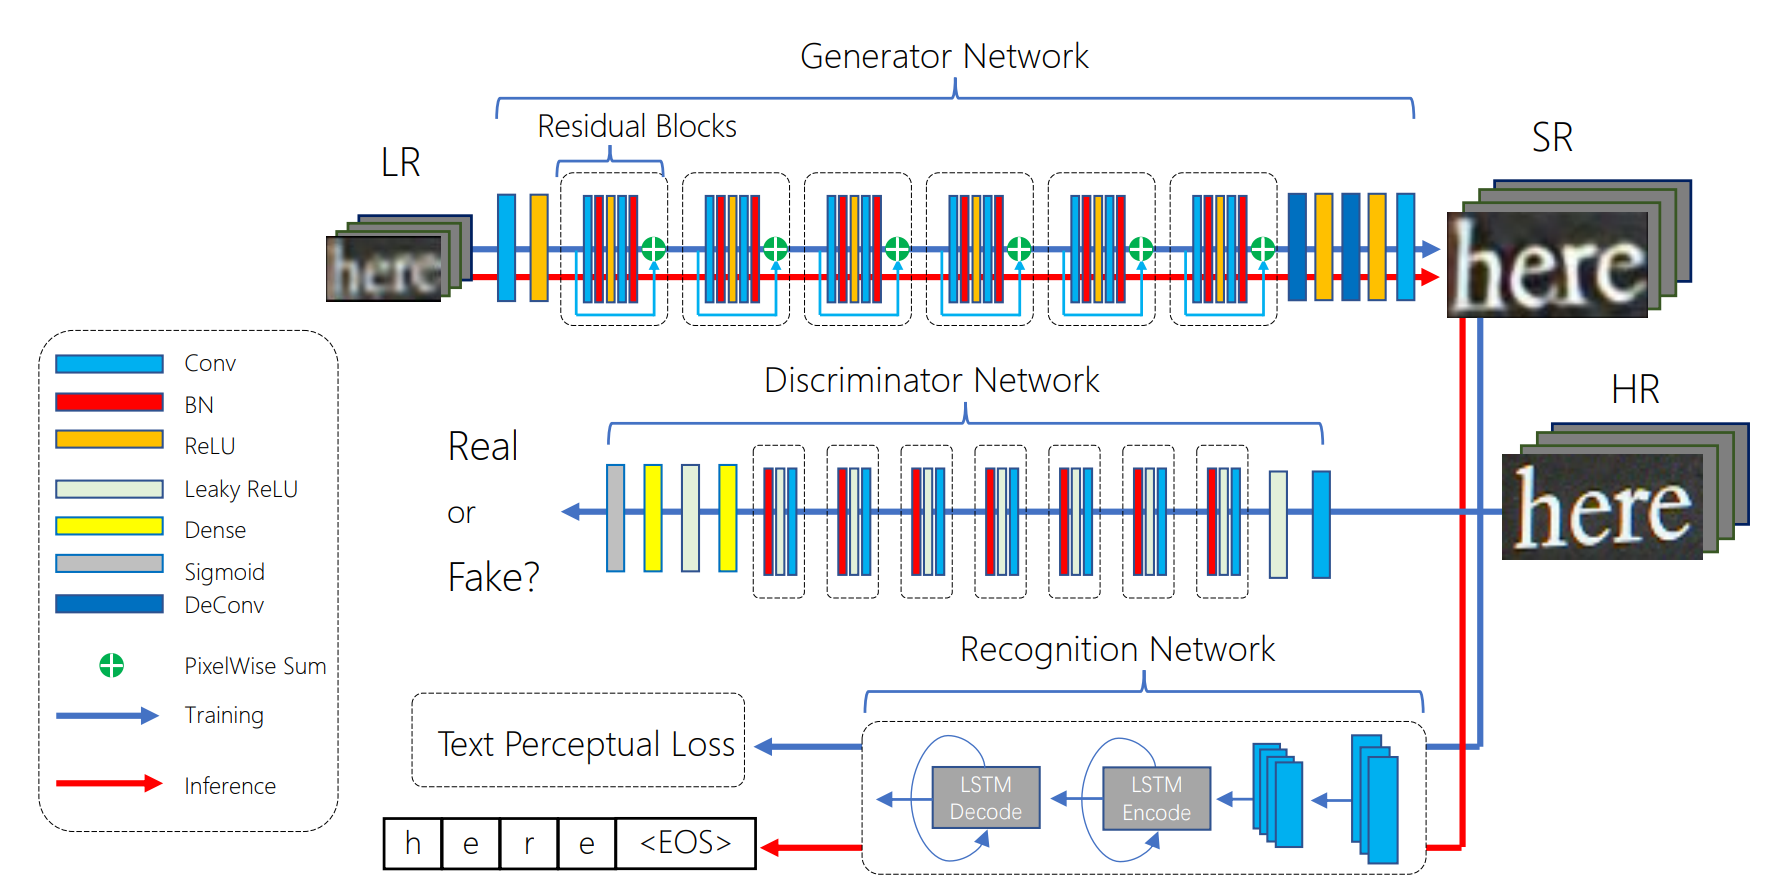 Generator Network
Residual Blocks
LR
SR
here
here
Conv
BN
ReLU
Leaky ReLU
Dense
Sigmoid
DeConv
PixelWise Sum
Training
Inference
Discriminator Network
HR
Real
or
Fake?
here
Recognition Network
Text Perceptual Loss
LSTM
Decode
LSTM
Encode
h e r e <EOS>